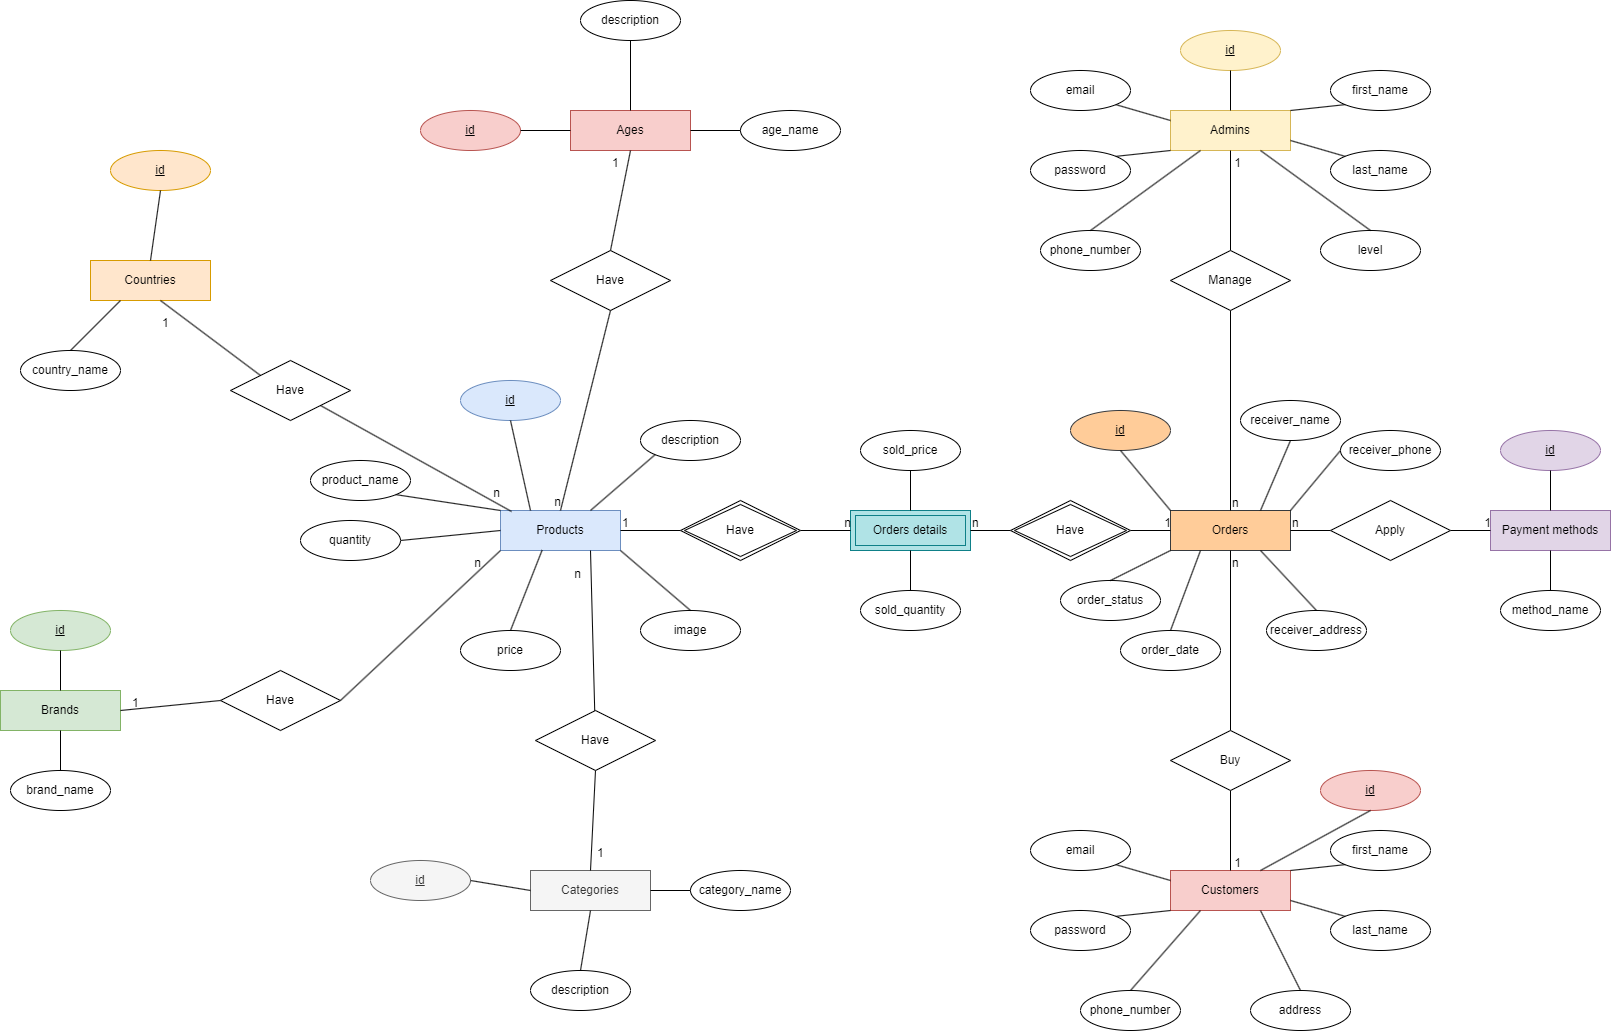 description
id
Ages
age_name
1
Have
id
email
first_name
Admins
password
last_name
1
phone_number
level
Manage
id
Countries
1
country_name
Have
id
description
product_name
n
n
Products
quantity
n
n
price
image
1
Have
n
sold_price
Orders details
sold_quantity
n
Have
1
id
receiver_name
receiver_phone
n
Orders
n
order_status
n
order_date
receiver_address
Apply
1
id
Payment methods
method_name
id
Brands
1
Have
brand_name
Have
1
id
Categories
category_name
description
Buy
id
1
email
first_name
Customers
password
last_name
phone_number
address